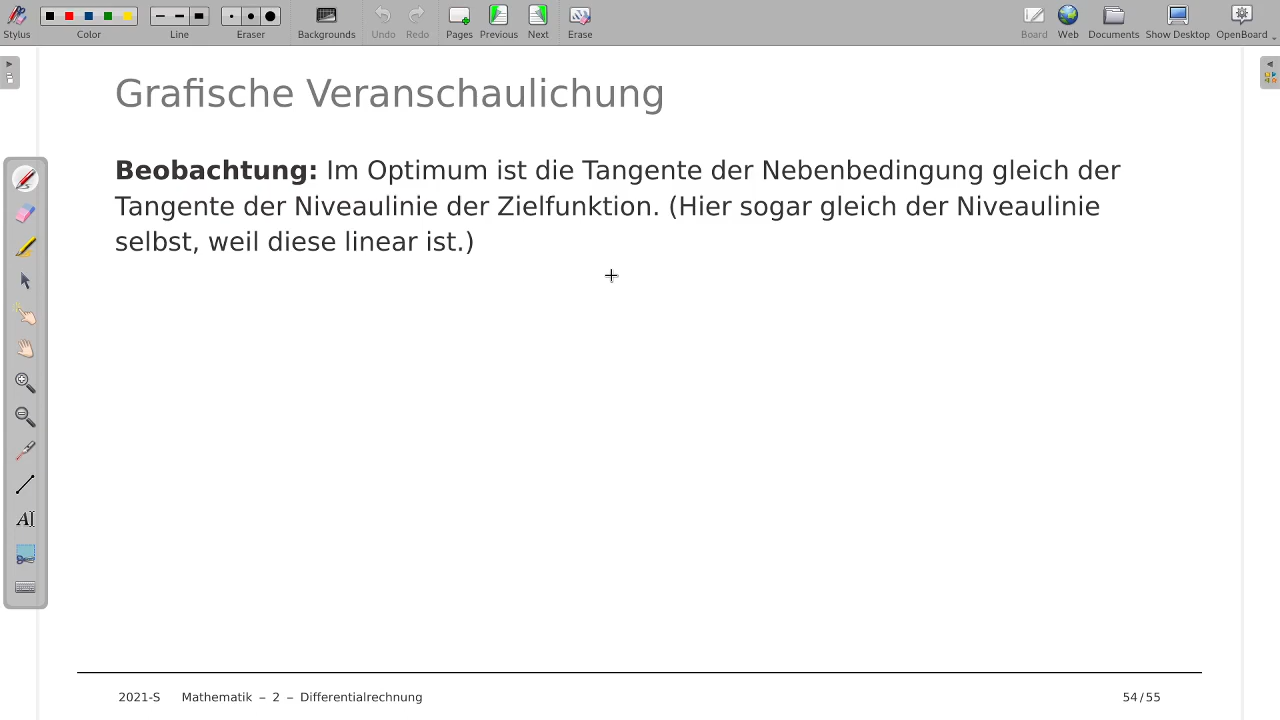 Stylus Color Line Eraser Backgrounds Undo Redo Pages Previous Next Erase Board Web Documents Show Desktop OpenBoard
Grafische Veranschaulichung
Beobachtung: Im Optimum ist die Tangente der Nebenbedingung gleich der
Tangente der Niveaulinie der Zielfunktion. (Hier sogar gleich der Niveaulinie
selbst, weil diese linear ist.)
2021-S Mathematik – 2 – Differentialrechnung 54/55